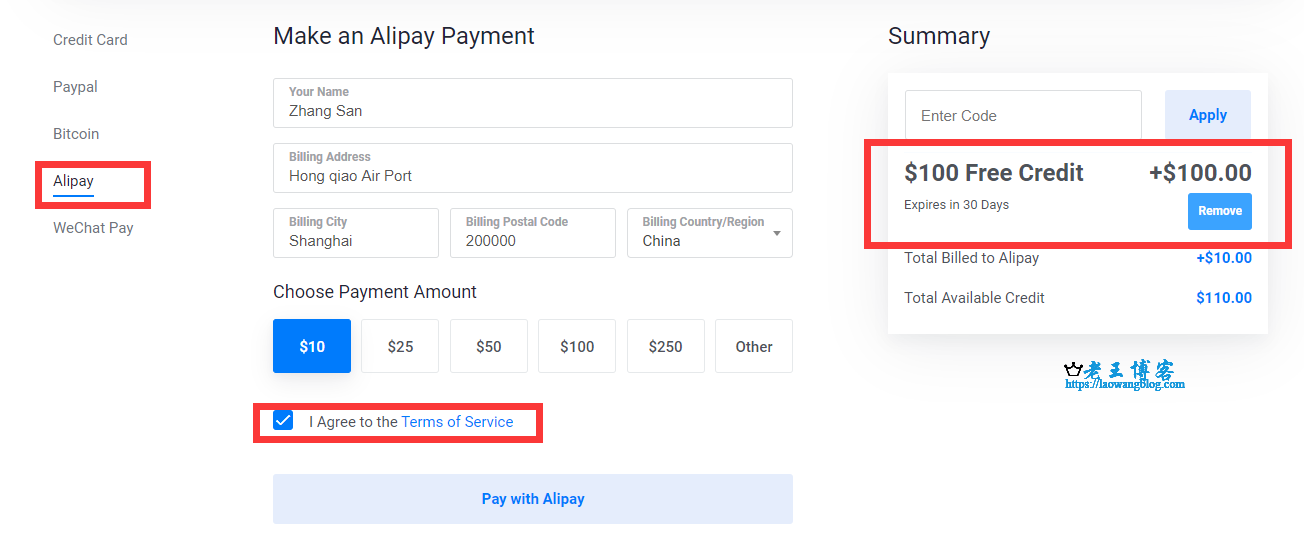 Credit Card
Paypal
Bitcoin
Alipay
WeChat Pay
Make an Alipay Payment
Your Name
Zhang San
Billing Address
Hong qiao Air Port
Billing City
Shanghai
Billing Postal Code
200000
Billing Country/Region
China
Choose Payment Amount
$10 $25 $50 $100 $250 Other
I Agree to the Terms of Service
Pay with Alipay
Summary
Enter Code Apply
$100 Free Credit +$100.00
Expires in 30 Days Remove
Total Billed to Alipay +$10.00
Total Available Credit $110.00
老王博客
https://laowangblog.com